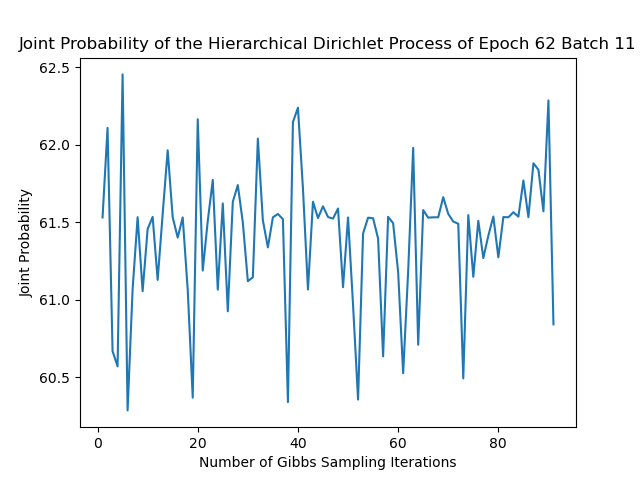 Joint Probability of the Hierarchical Dirichlet Process of Epoch 62 Batch 11
62.5
62.0
61.5
61.0
60.5
Joint Probability
0 20 40 60 80
Number of Gibbs Sampling Iterations